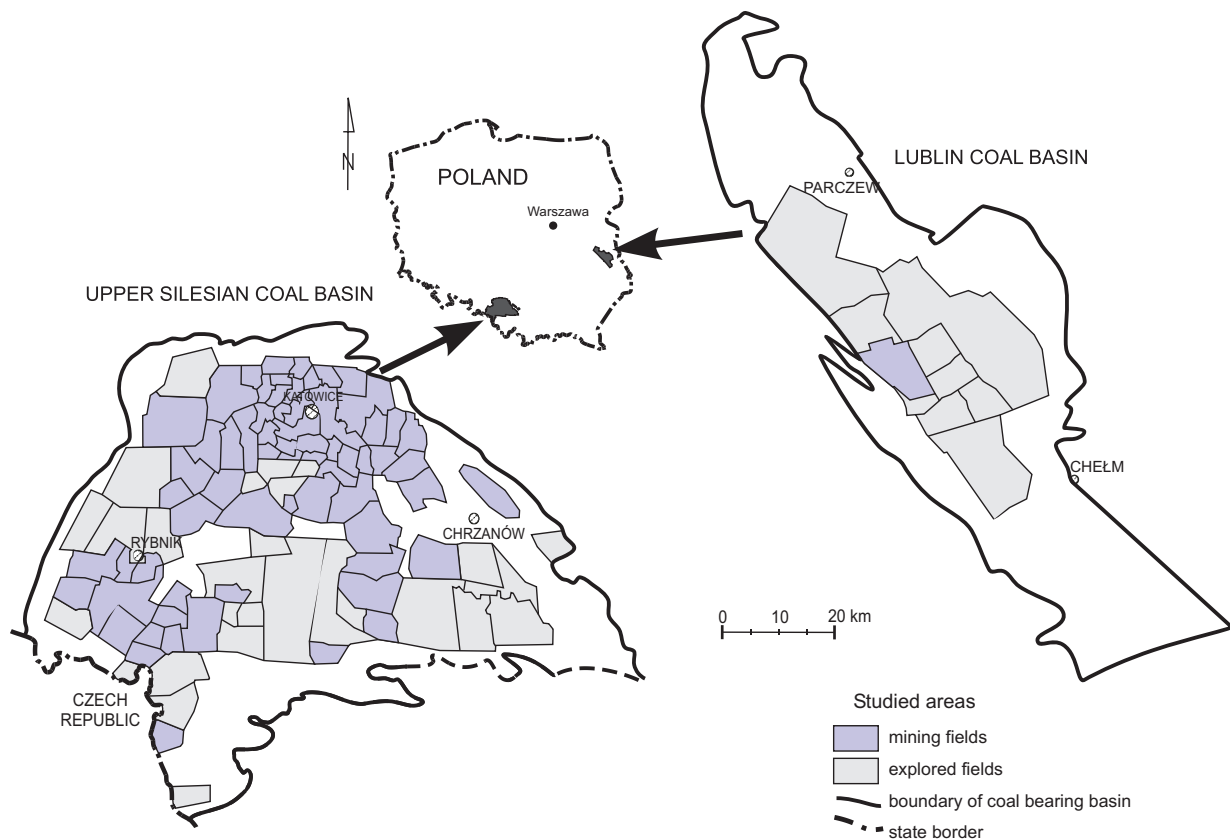 LUBLIN COAL BASIN
PARCZEW
N
POLAND
Warszawa
UPPER SILESIAN COAL BASIN
KATOWICE
CHEŁM
CHRZANÓW
RYBNIK
0 10 20 km
CZECH
REPUBLIC
Studied areas
mining fields
explored fields
boundary of coal bearing basin
state border